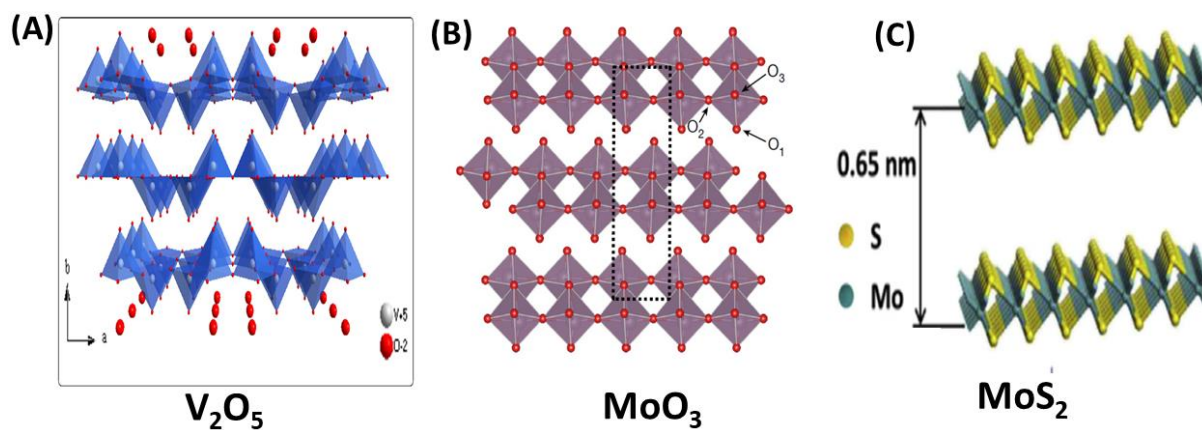 (A)
b
a
V+5
O-2
V₂O₅
(B)
O₃
O₂
O₁
MoO₃
(C)
0.65 nm
S
Mo
MoS₂